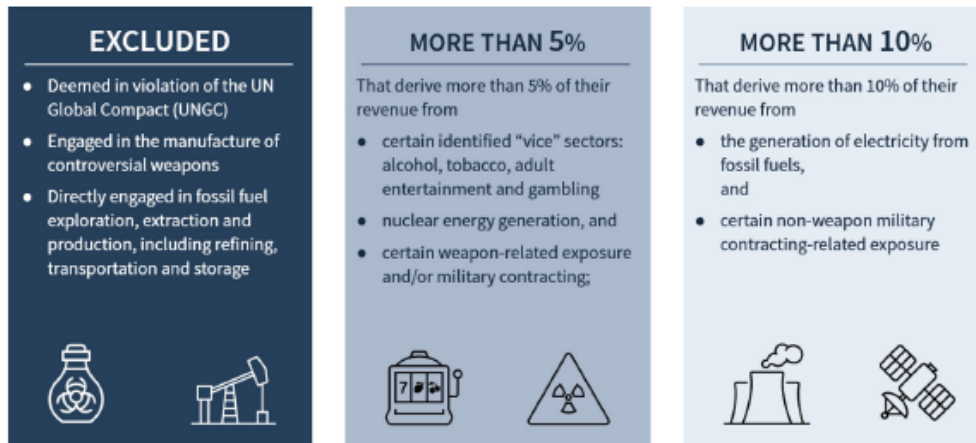 EXCLUDED
● Deemed in violation of the UN
Global Compact (UNGC)
● Engaged in the manufacture of
controversial weapons
● Directly engaged in fossil fuel
exploration, extraction and
production, including refining,
transportation and storage
MORE THAN 5%
That derive more than 5% of their
revenue from
● certain identified “vice” sectors:
alcohol, tobacco, adult
entertainment and gambling
● nuclear energy generation, and
● certain weapon-related exposure
and/or military contracting;
7
MORE THAN 10%
That derive more than 10% of their
revenue from
● the generation of electricity from
fossil fuels,
and
● certain non-weapon military
contracting-related exposure